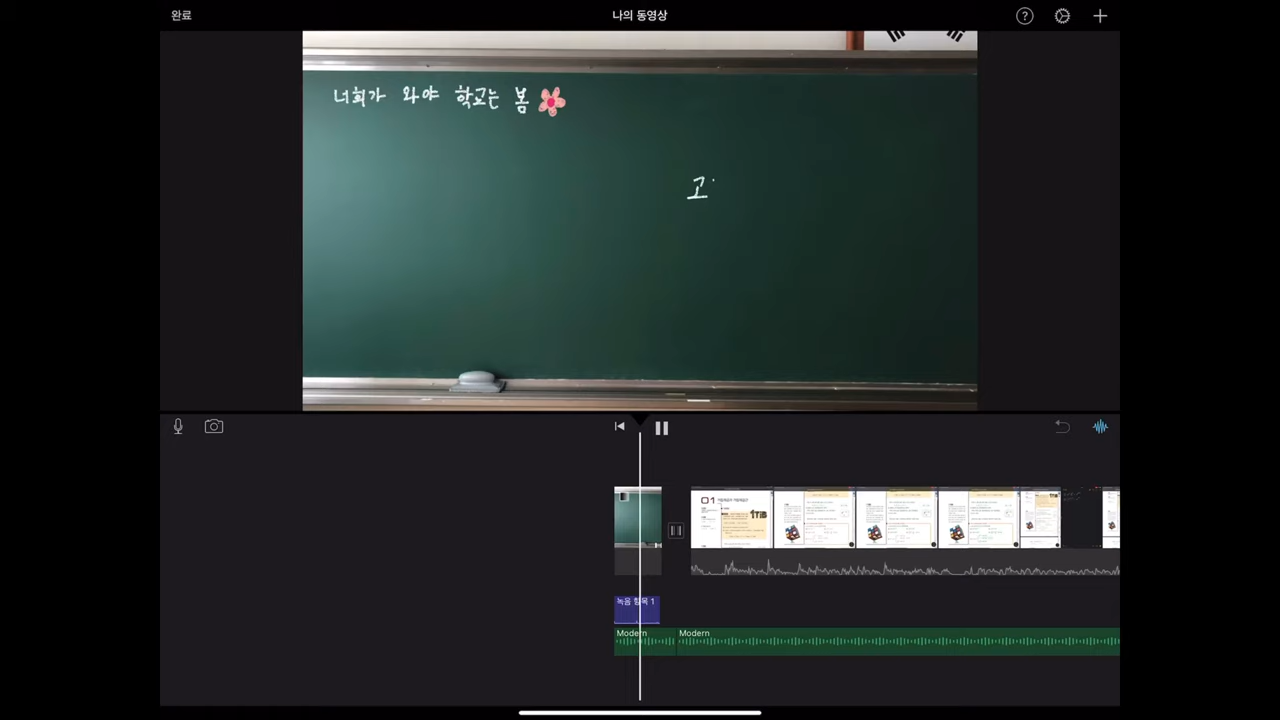 완료
나의 동영상
너희가 와야 학교는 봄
고
녹음 항목 1
Modern
Modern
01